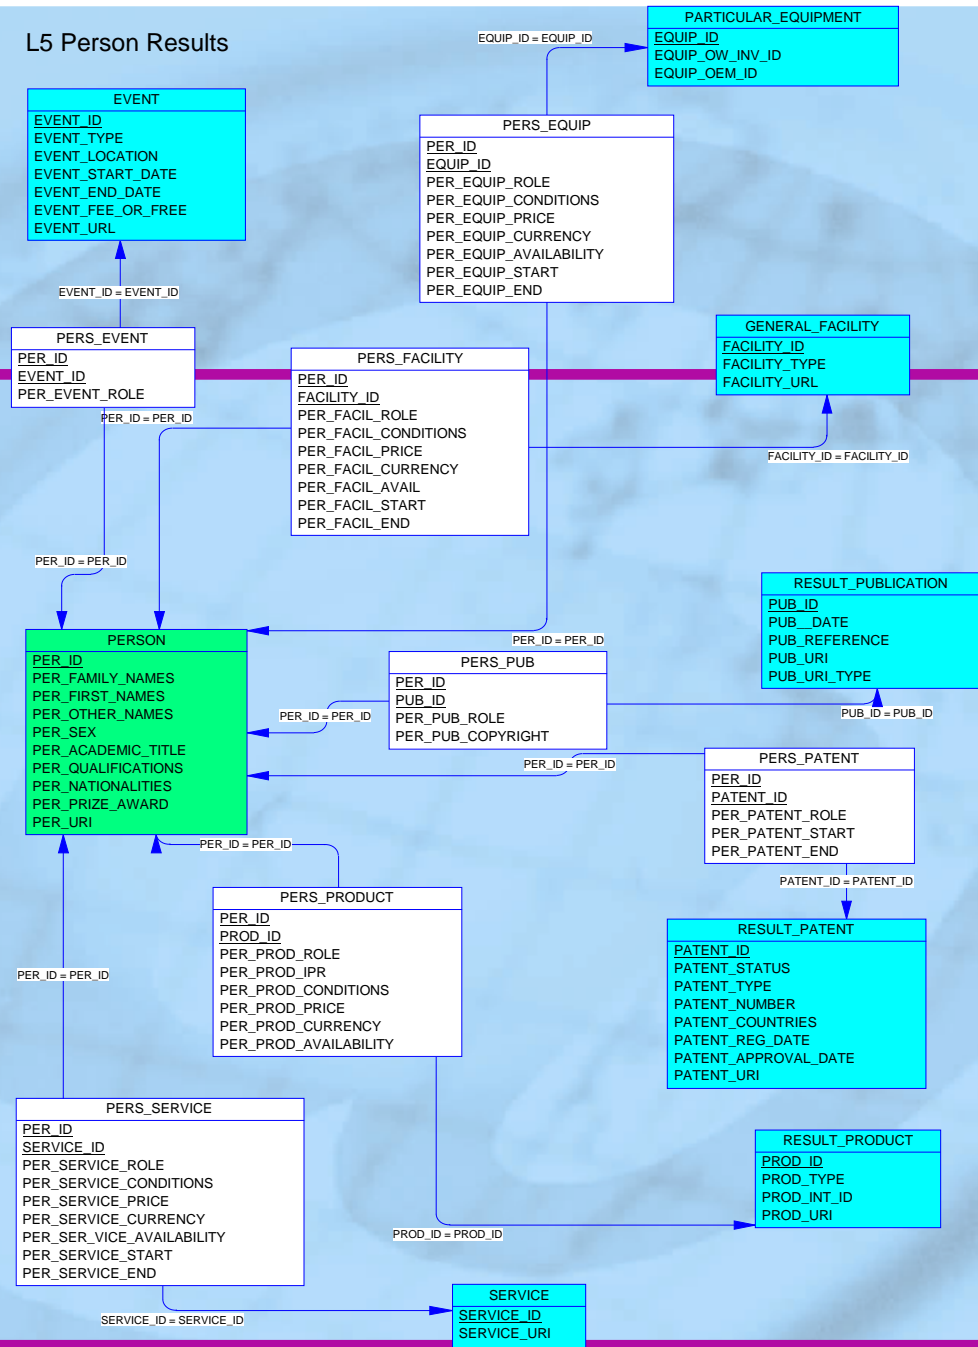 L5 Person Results
EQUIP_ID = EQUIP_ID
PARTICULAR_EQUIPMENT
EQUIP_ID
EQUIP_OW_INV_ID
EQUIP_OEM_ID
EVENT
EVENT_ID
EVENT_TYPE
EVENT_LOCATION
EVENT_START_DATE
EVENT_END_DATE
EVENT_FEE_OR_FREE
EVENT_URL
PERS_EQUIP
PER_ID
EQUIP_ID
PER_EQUIP_ROLE
PER_EQUIP_CONDITIONS
PER_EQUIP_PRICE
PER_EQUIP_CURRENCY
PER_EQUIP_AVAILABILITY
PER_EQUIP_START
PER_EQUIP_END
EVENT_ID = EVENT_ID
PERS_EVENT
PER_ID
EVENT_ID
PER_EVENT_ROLE
PER_ID = PER_ID
PERS_FACILITY
PER_ID
FACILITY_ID
PER_FACIL_ROLE
PER_FACIL_CONDITIONS
PER_FACIL_PRICE
PER_FACIL_CURRENCY
PER_FACIL_AVAIL
PER_FACIL_START
PER_FACIL_END
GENERAL_FACILITY
FACILITY_ID
FACILITY_TYPE
FACILITY_URL
FACILITY_ID = FACILITY_ID
PER_ID = PER_ID
RESULT_PUBLICATION
PUB_ID
PUB__DATE
PUB_REFERENCE
PUB_URI
PUB_URI_TYPE
PUB_ID = PUB_ID
PERSON
PER_ID
PER_FAMILY_NAMES
PER_FIRST_NAMES
PER_OTHER_NAMES
PER_SEX
PER_ACADEMIC_TITLE
PER_QUALIFICATIONS
PER_NATIONALITIES
PER_PRIZE_AWARD
PER_URI
PER_ID = PER_ID
PERS_PUB
PER_ID
PUB_ID
PER_PUB_ROLE
PER_PUB_COPYRIGHT
PER_ID = PER_ID
PER_ID = PER_ID
PERS_PATENT
PER_ID
PATENT_ID
PER_PATENT_ROLE
PER_PATENT_START
PER_PATENT_END
PATENT_ID = PATENT_ID
PER_ID = PER_ID
PERS_PRODUCT
PER_ID
PROD_ID
PER_PROD_ROLE
PER_PROD_IPR
PER_PROD_CONDITIONS
PER_PROD_PRICE
PER_PROD_CURRENCY
PER_PROD_AVAILABILITY
RESULT_PATENT
PATENT_ID
PATENT_STATUS
PATENT_TYPE
PATENT_NUMBER
PATENT_COUNTRIES
PATENT_REG_DATE
PATENT_APPROVAL_DATE
PATENT_URI
PER_ID = PER_ID
PERS_SERVICE
PER_ID
SERVICE_ID
PER_SERVICE_ROLE
PER_SERVICE_CONDITIONS
PER_SERVICE_PRICE
PER_SERVICE_CURRENCY
PER_SER_VICE_AVAILABILITY
PER_SERVICE_START
PER_SERVICE_END
RESULT_PRODUCT
PROD_ID
PROD_TYPE
PROD_INT_ID
PROD_URI
PROD_ID = PROD_ID
SERVICE_ID = SERVICE_ID
SERVICE
SERVICE_ID
SERVICE_URI